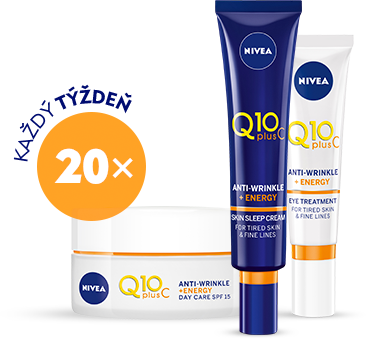 KAŽDÝ TÝŽDEŇ
20×
NIVEA
Q10
plus C
ANTI-WRINKLE
+ ENERGY
SKIN SLEEP CREAM
FOR TIRED SKIN
& FINE LINES
NIVEA
Q10
plus C
ANTI-WRINKLE
+ ENERGY
EYE TREATMENT
FOR TIRED SKIN
& FINE LINES
NIVEA
Q10
plus C
ANTI-WRINKLE
+ENERGY
DAY CARE SPF 15